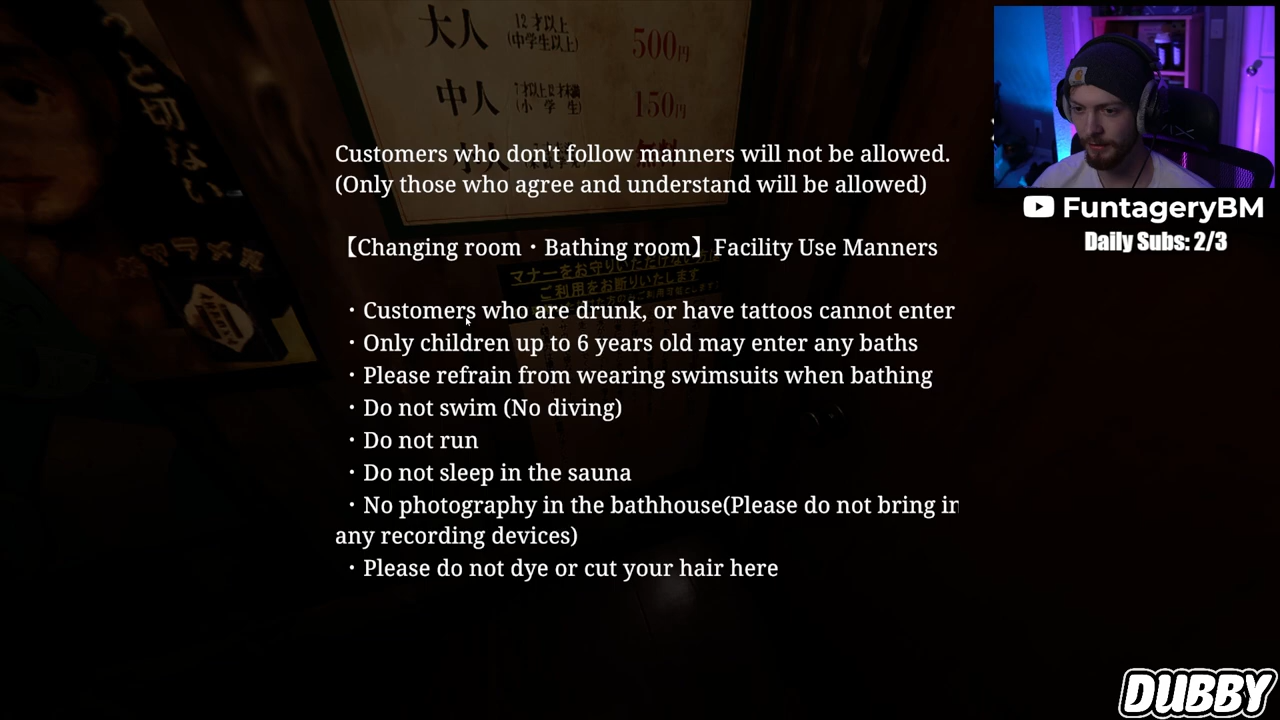 大人
12才以上
(中学生以上)
500円
中人
(小学生)
150円
と切ない
Customers who don't follow manners will not be allowed.
(Only those who agree and understand will be allowed)
【Changing room・Bathing room】Facility Use Manners
マナーをお守りいただけない方は
ご利用をお断りいたします
・Customers who are drunk, or have tattoos cannot enter
・Only children up to 6 years old may enter any baths
・Please refrain from wearing swimsuits when bathing
・Do not swim (No diving)
・Do not run
・Do not sleep in the sauna
・No photography in the bathhouse(Please do not bring in
any recording devices)
・Please do not dye or cut your hair here
FuntageryBM
Daily Subs: 2/3
DUBBY